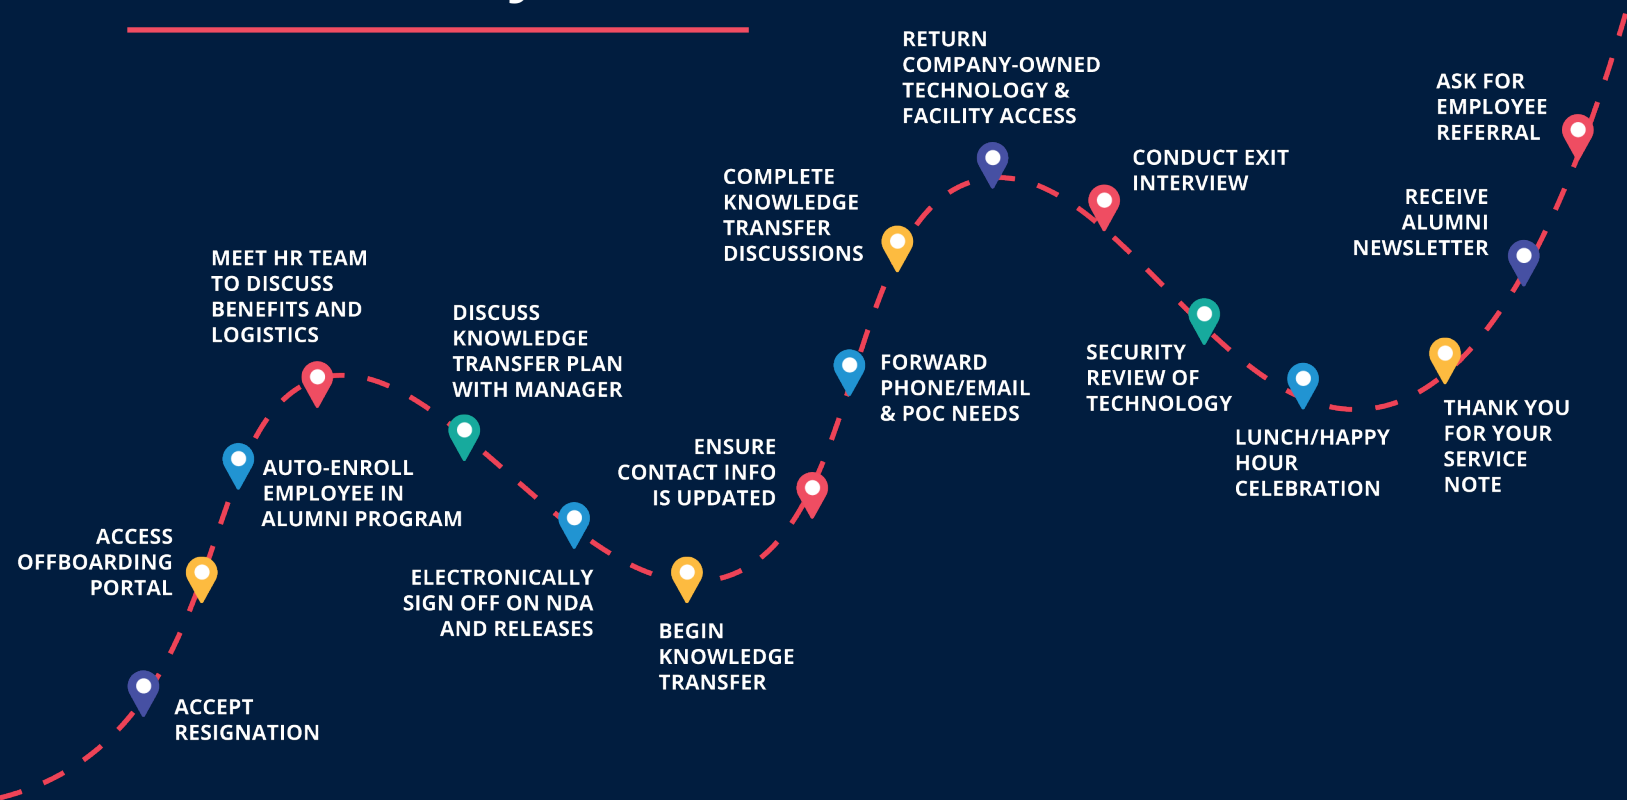 ACCEPT
RESIGNATION
ACCESS
OFFBOARDING
PORTAL
AUTO-ENROLL
EMPLOYEE IN
ALUMNI PROGRAM
MEET HR TEAM
TO DISCUSS
BENEFITS AND
LOGISTICS
DISCUSS
KNOWLEDGE
TRANSFER PLAN
WITH MANAGER
ELECTRONICALLY
SIGN OFF ON NDA
AND RELEASES
BEGIN
KNOWLEDGE
TRANSFER
ENSURE
CONTACT INFO
IS UPDATED
FORWARD
PHONE/EMAIL
& POC NEEDS
COMPLETE
KNOWLEDGE
TRANSFER
DISCUSSIONS
RETURN
COMPANY-OWNED
TECHNOLOGY &
FACILITY ACCESS
CONDUCT EXIT
INTERVIEW
SECURITY
REVIEW OF
TECHNOLOGY
LUNCH/HAPPY
HOUR
CELEBRATION
THANK YOU
FOR YOUR
SERVICE
NOTE
RECEIVE
ALUMNI
NEWSLETTER
ASK FOR
EMPLOYEE
REFERRAL